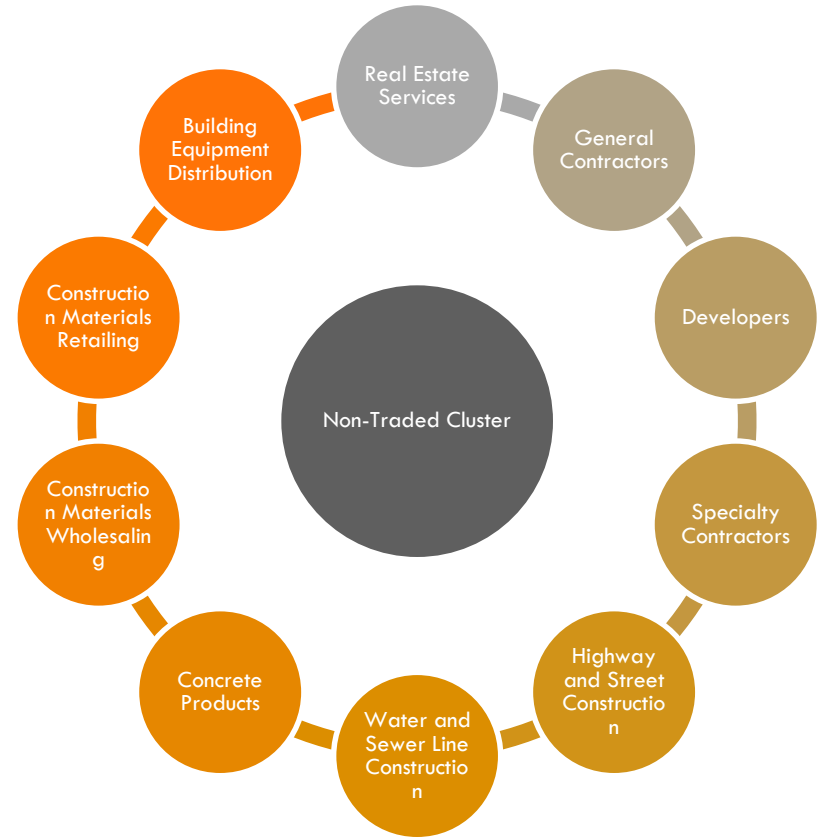 Real Estate
Services
General
Contractors
Developers
Specialty
Contractors
Highway
and Street
Constructio
n
Water and
Sewer Line
Constructio
n
Concrete
Products
Constructio
n Materials
Wholesalin
g
Constructio
n Materials
Retailing
Building
Equipment
Distribution
Non-Traded Cluster